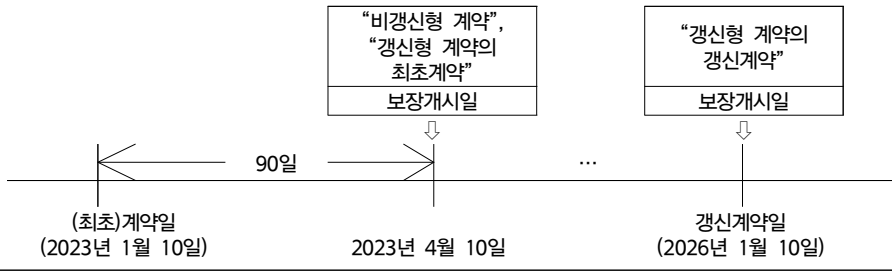 “비갱신형 계약”,
“갱신형 계약의
최초계약”
보장개시일
“갱신형 계약의
갱신계약”
보장개시일
90일
…
(최초)계약일
(2023년 1월 10일)
2023년 4월 10일
갱신계약일
(2026년 1월 10일)